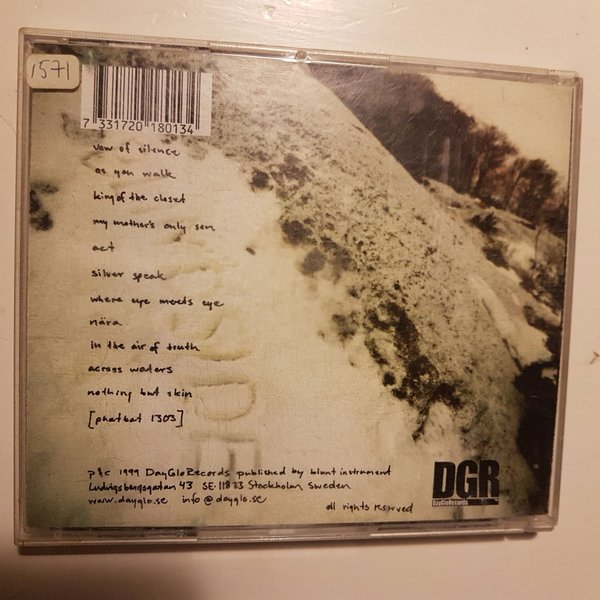 1571
7 331720 180134
vow of silence
as you walk
king of the closet
my mother's only son
act
silver speak
where eye meets eye
nära
in the air of truth
across waters
nothing but skin
[phatbat 1303]
p&c 1999 DayGlo Records published by blunt instrument
Ludvigsbergsgatan 43 SE-118 23 Stockholm Sweden
www.dayglo.se info@dayglo.se
all rights reserved
DGR
DayGloRecords